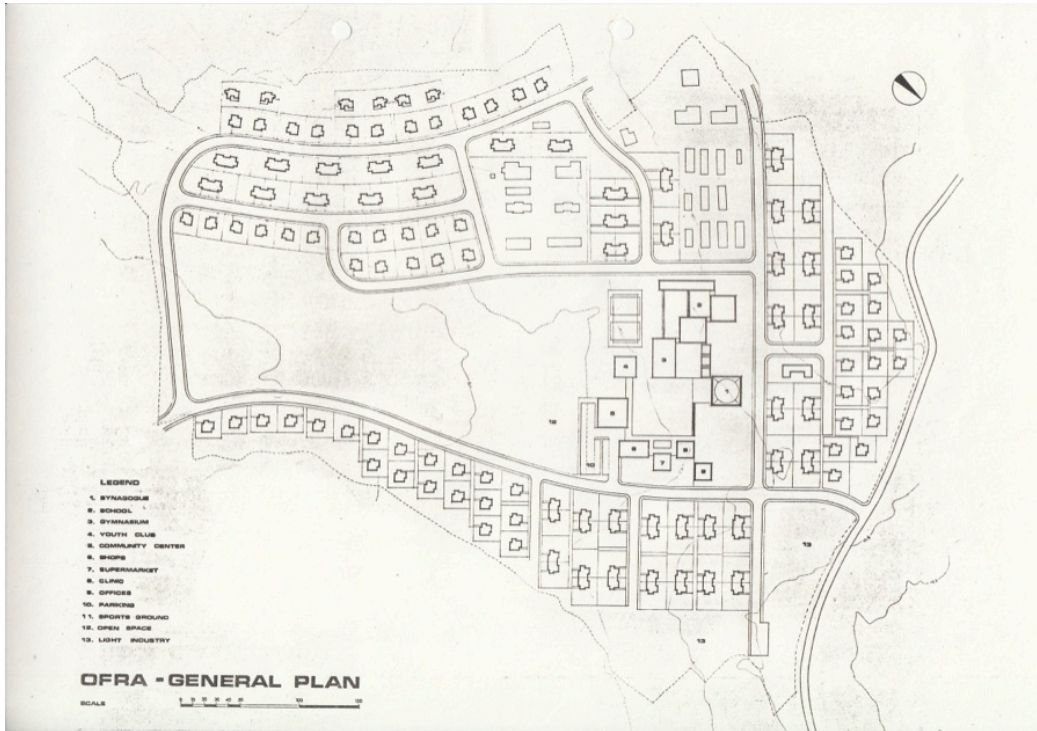 LEGEND
1. SYNAGOGUE
2. SCHOOL
3. GYMNASIUM
4. YOUTH CLUB
5. COMMUNITY CENTER
6. SHOPS
7. SUPERMARKET
8. CLINIC
9. OFFICES
10. PARKING
11. SPORTS GROUND
12. OPEN SPACE
13. LIGHT INDUSTRY
OFRA - GENERAL PLAN
SCALE
12
10
7
13
13